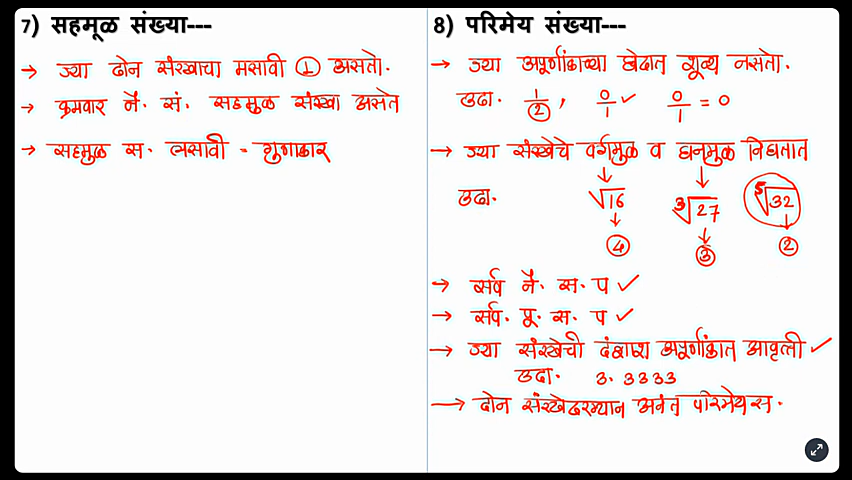 7) सहमूळ संख्या---
→ ज्या दोन संख्याचा मसावी ① असतो.
→ क्रमवार नै. सं. सहमुळ संख्या असेत
→ सहमुळ स. लसावी = गुणाकार
8) परिमेय संख्या---
→ ज्या अपूर्णांकाच्या छेदात शून्य नसतो.
उदा. 1/2, 0/1 ✓ 0/1 = 0
→ ज्या संख्येचे वर्गमुळ व घनमुळ निघतात
उदा. √16 ∛27 ⁵√32
④ ③ ②
→ सर्व नै. स. प ✓
→ सर्व. पू. स. प ✓
→ ज्या संख्येची दशांश अपूर्णांकात आवृत्ती ✓
उदा. 3.3333
→ दोन संख्येदरम्यान अनंत परिमेय स.